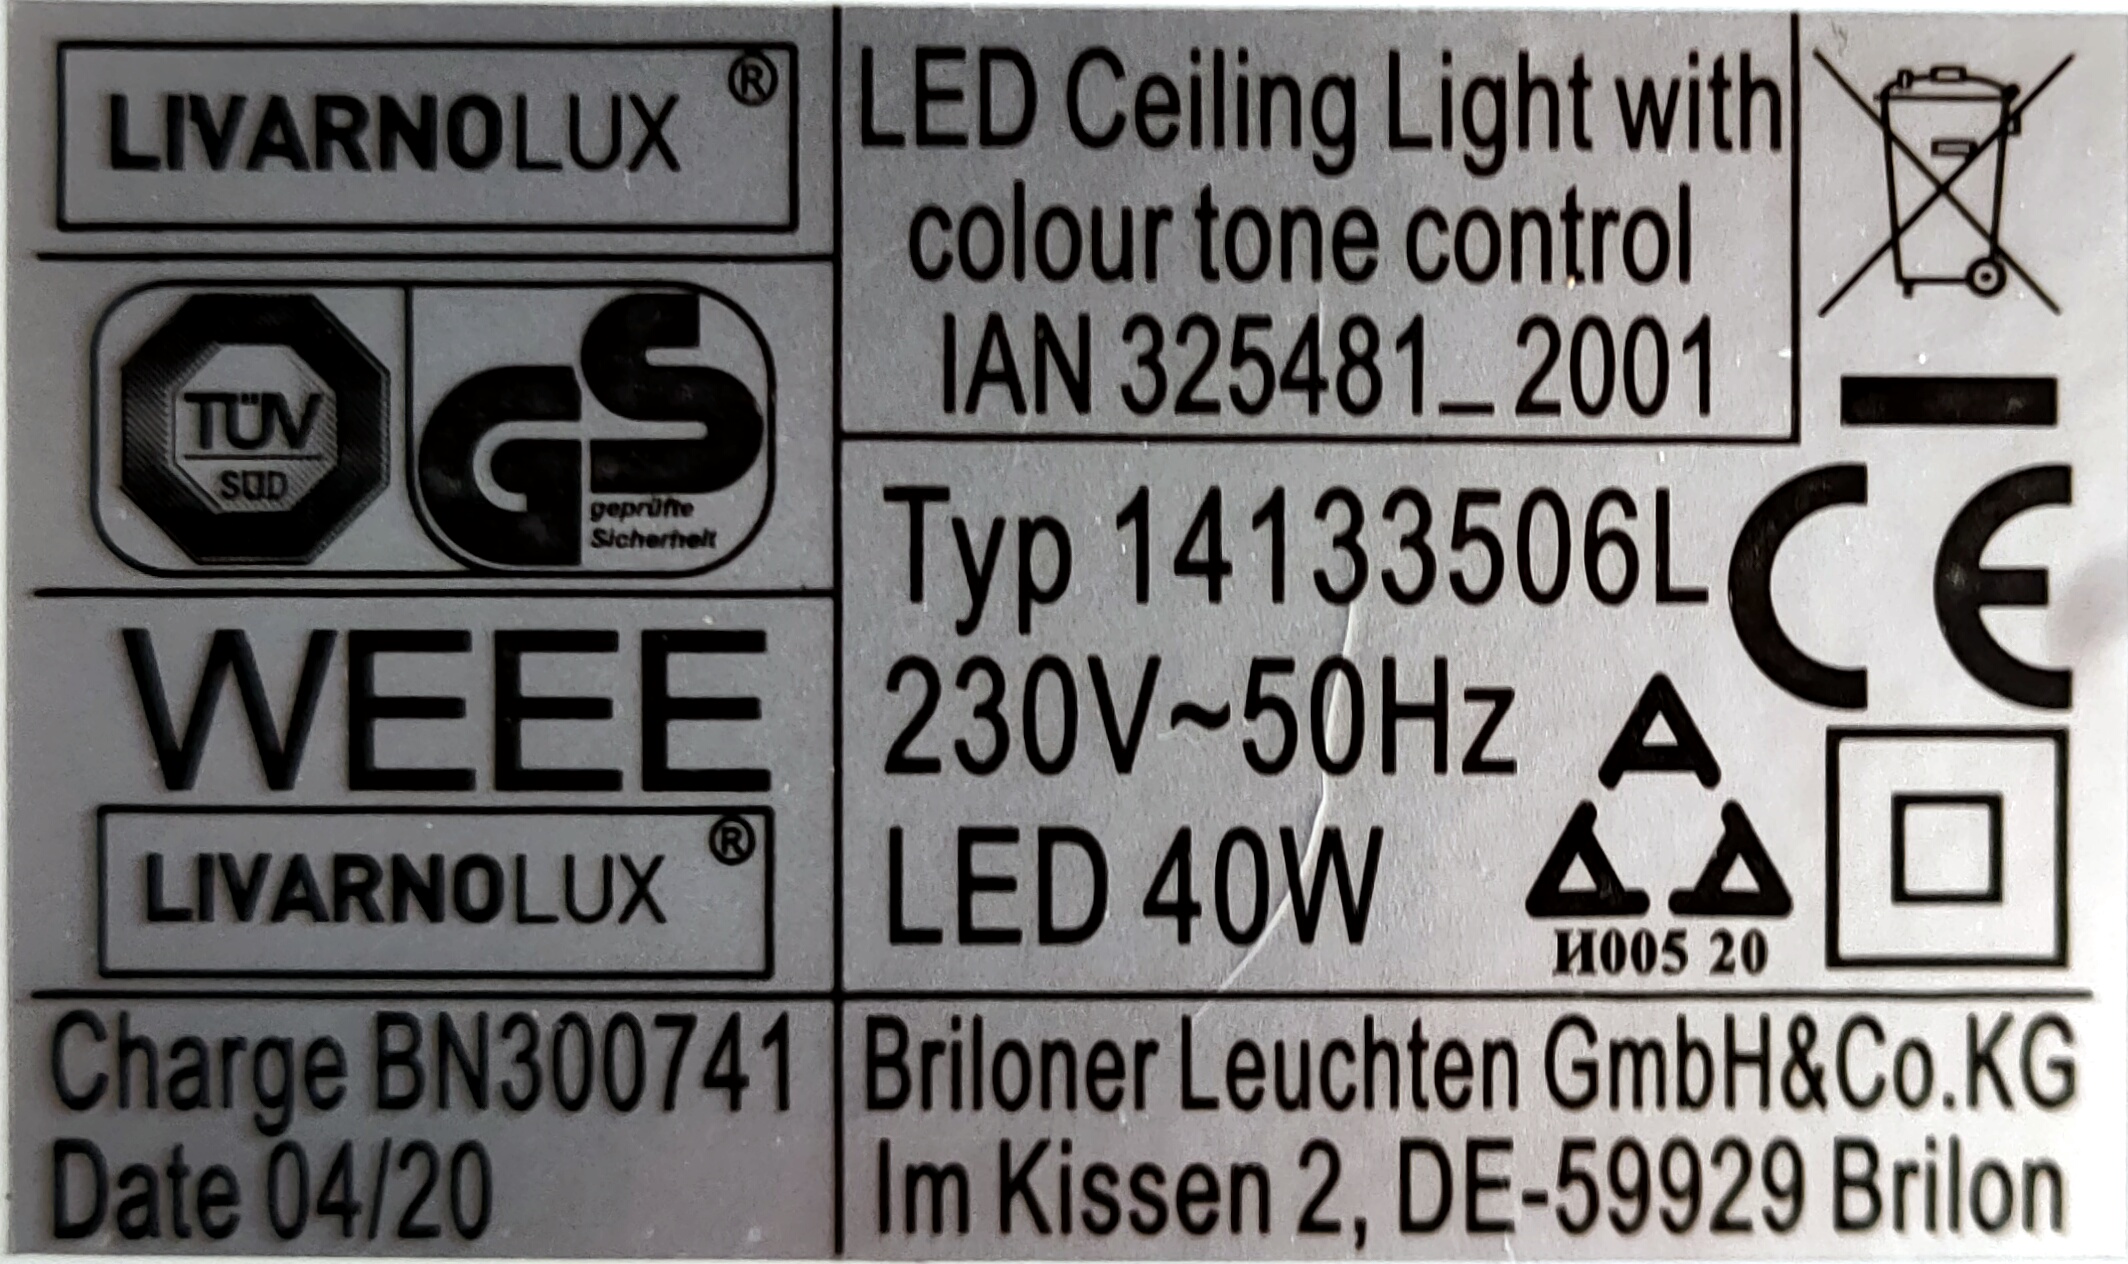 LIVARNOLUX ®
TÜV
SÜD
GS
geprüfte
Sicherheit
WEEE
LIVARNOLUX ®
Charge BN300741
Date 04/20
LED Ceiling Light with
colour tone control
IAN 325481_2001
Typ 14133506L
230V~50Hz
LED 40W
CE
И005 20
Briloner Leuchten GmbH&Co.KG
Im Kissen 2, DE-59929 Brilon